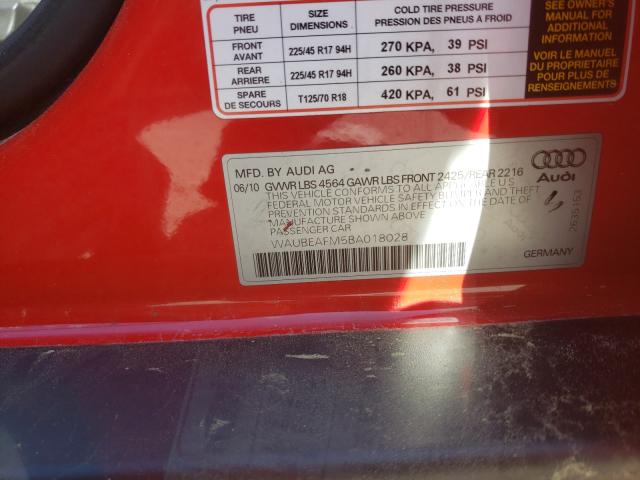 TIRE SIZE COLD TIRE PRESSURE
PNEU DIMENSIONS PRESSION DES PNEUS A FROID
FRONT AVANT 225/45 R17 94H 270 KPA, 39 PSI
REAR ARRIERE 225/45 R17 94H 260 KPA, 38 PSI
SPARE DE SECOURS T125/70 R18 420 KPA, 61 PSI
SEE OWNER'S
MANUAL FOR
ADDITIONAL
INFORMATION
VOIR LE MANUEL
DU PROPRIETAIRE
POUR PLUS DE
RENSEIGNEMENTS
MFD. BY AUDI AG
06/10 GVWR LBS 4564 GAWR LBS FRONT 2425/REAR 2216
THIS VEHICLE CONFORMS TO ALL APPLICABLE U.S.
FEDERAL MOTOR VEHICLE SAFETY BUMPER AND THEFT
PREVENTION STANDARDS IN EFFECT ON THE DATE OF
MANUFACTURE SHOWN ABOVE.
PASSENGER CAR
WAUBEAFM5BA018028
Audi
2635153
GERMANY